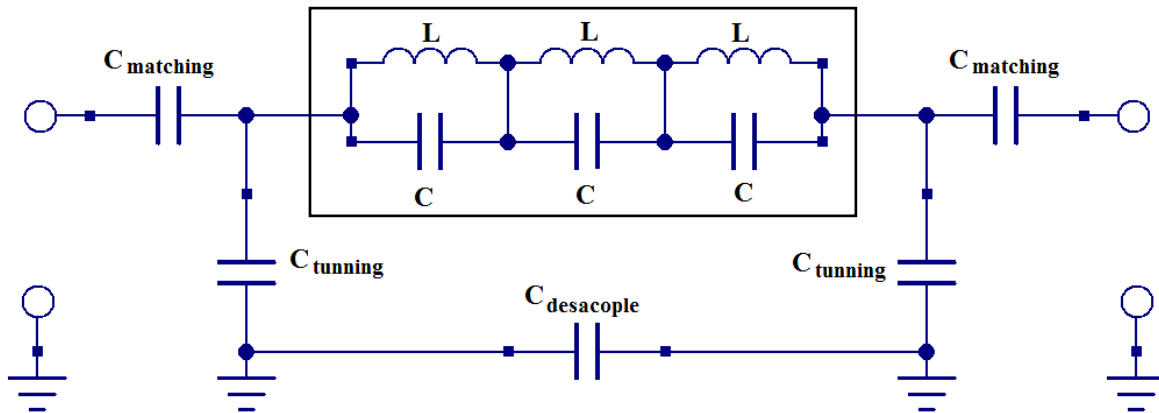 L L L
C matching
C matching
C C C
C tunning
C tunning
C desacople